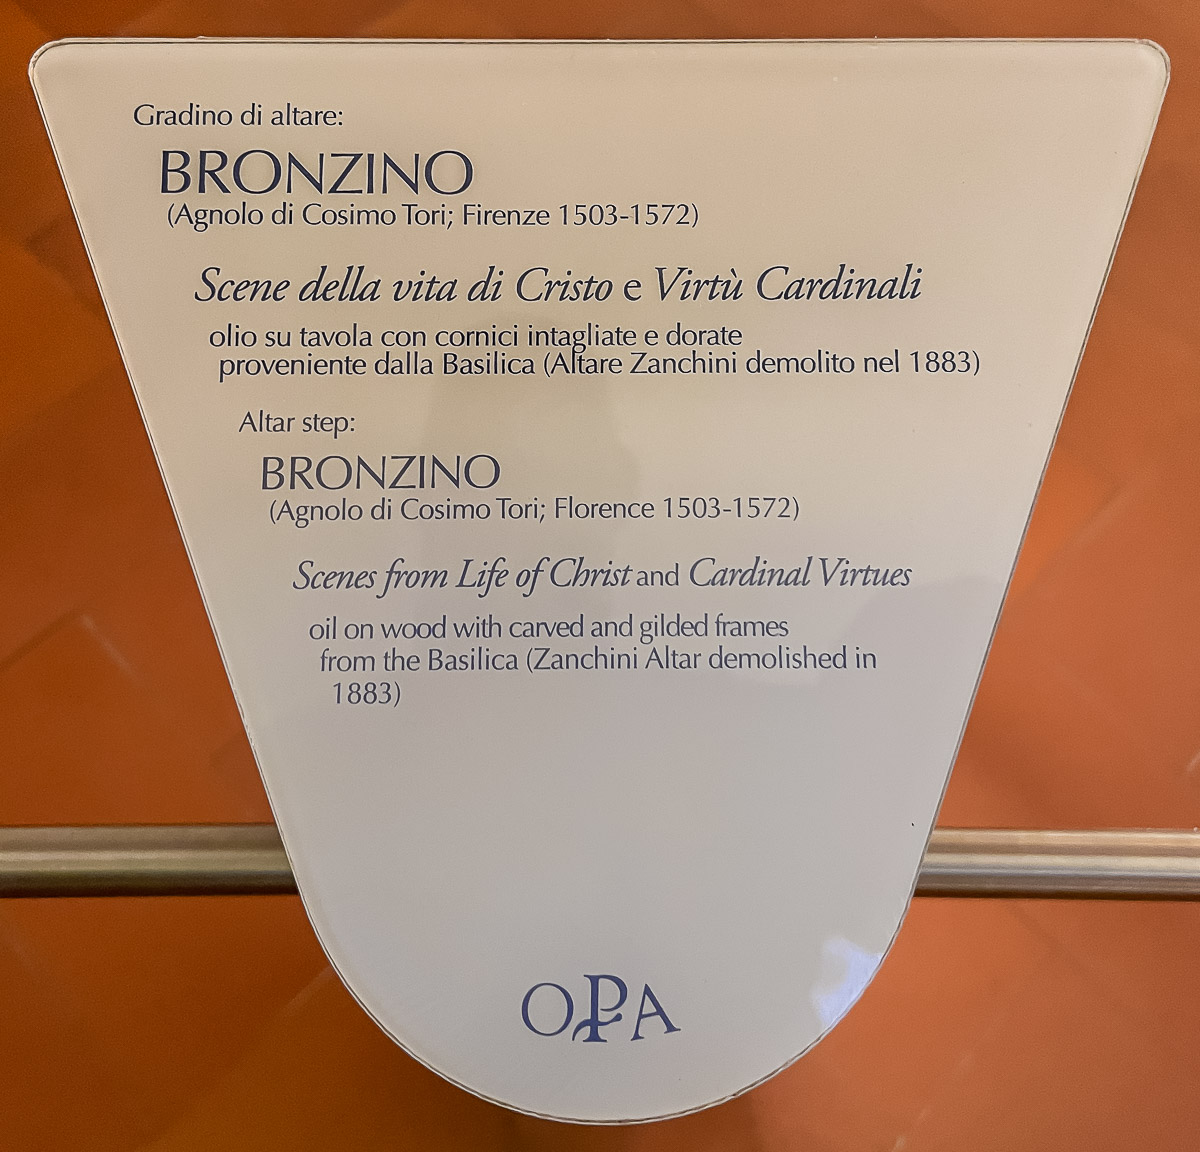 Gradino di altare:
BRONZINO
(Agnolo di Cosimo Tori; Firenze 1503-1572)
Scene della vita di Cristo e Virtù Cardinali
olio su tavola con cornici intagliate e dorate
proveniente dalla Basilica (Altare Zanchini demolito nel 1883)
Altar step:
BRONZINO
(Agnolo di Cosimo Tori; Florence 1503-1572)
Scenes from Life of Christ and Cardinal Virtues
oil on wood with carved and gilded frames
from the Basilica (Zanchini Altar demolished in
1883)
OPA